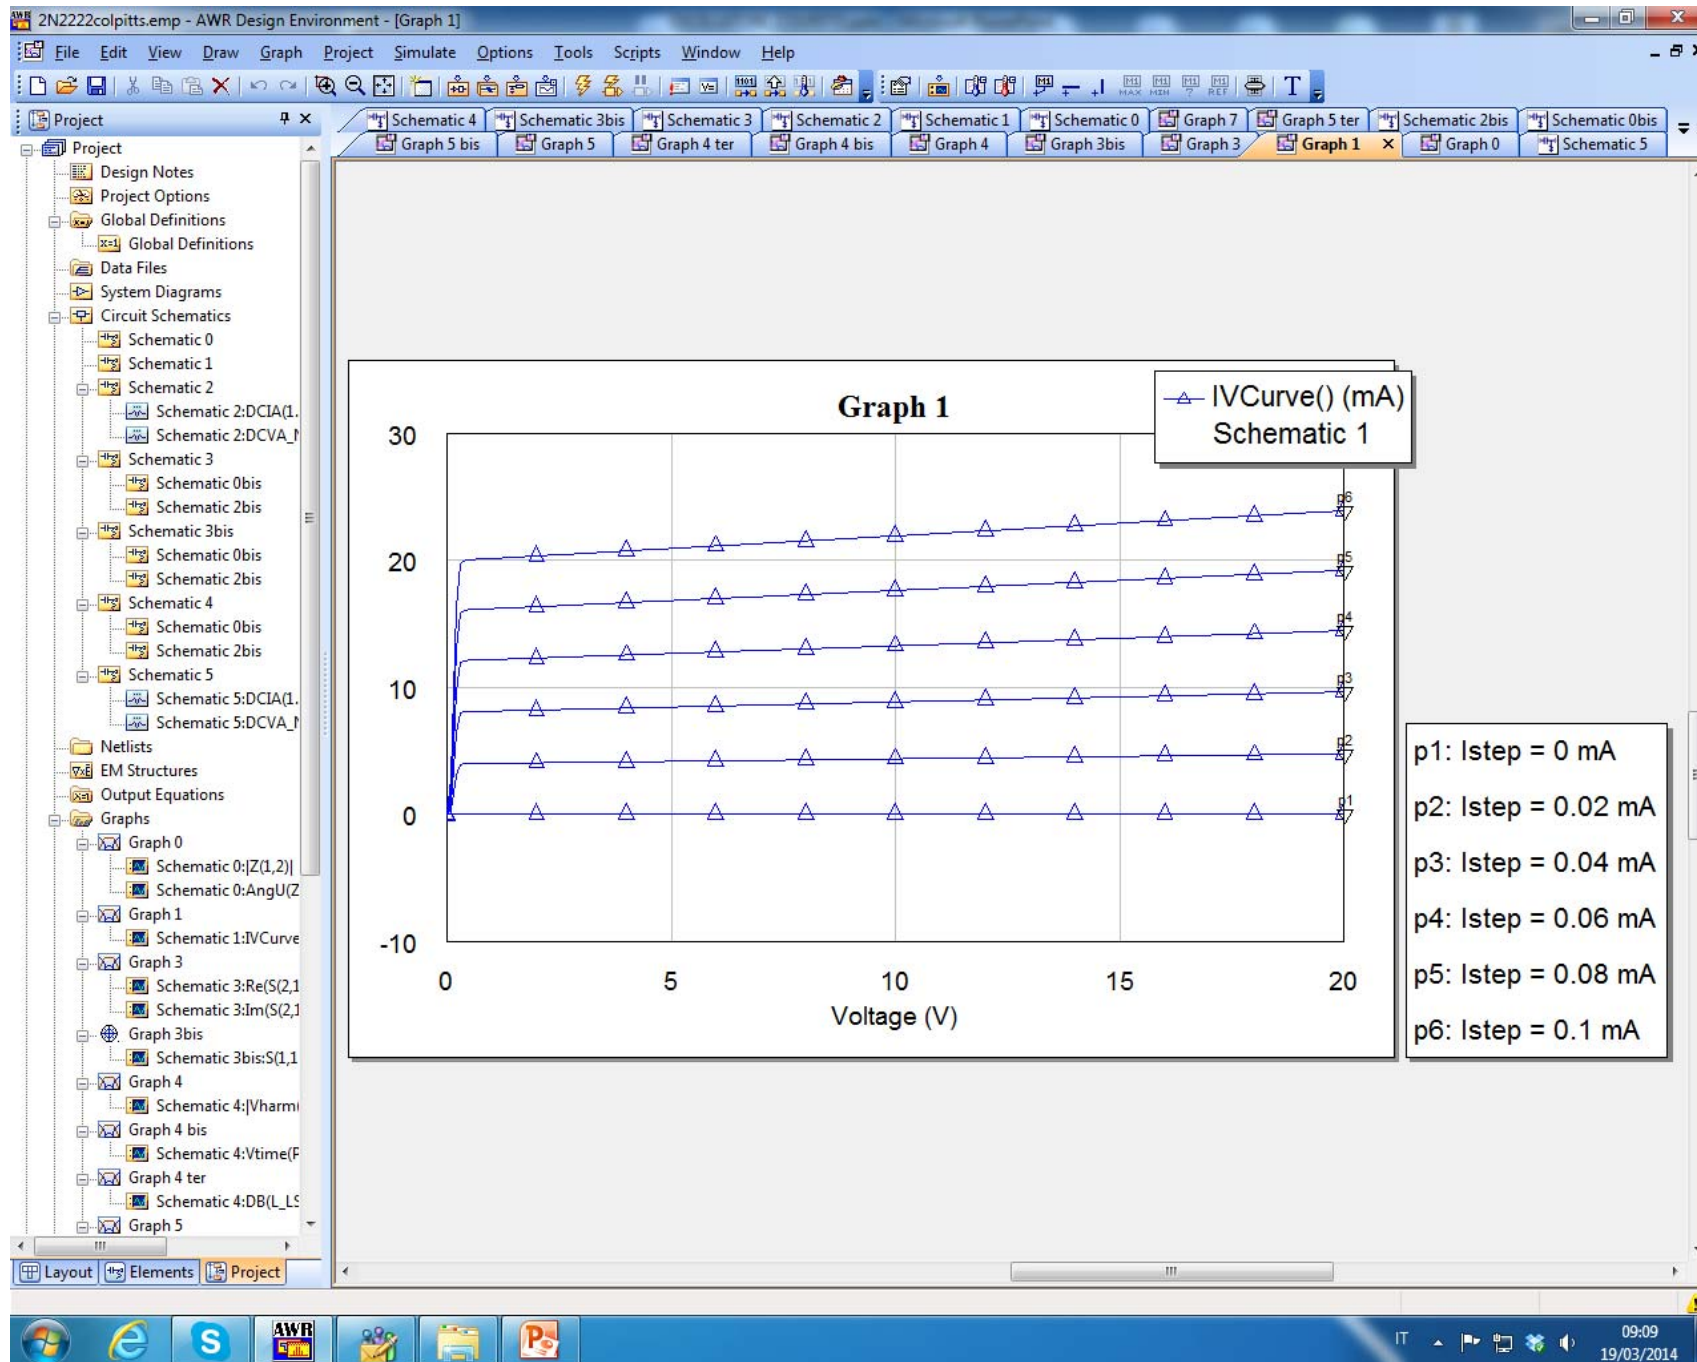 2N2222colpitts.emp - AWR Design Environment - [Graph 1]
File Edit View Draw Graph Project Simulate Options Tools Scripts Window Help
Project
Schematic 4 Schematic 3bis Schematic 3 Schematic 2 Schematic 1 Schematic 0 Graph 7 Graph 5 ter Schematic 2bis Schematic 0bis
Graph 5 bis Graph 5 Graph 4 ter Graph 4 bis Graph 4 Graph 3bis Graph 3 Graph 1 Graph 0 Schematic 5
Project
Design Notes
Project Options
Global Definitions
Global Definitions
Data Files
System Diagrams
Circuit Schematics
Schematic 0
Schematic 1
Schematic 2
Schematic 2:DCIA(1.
Schematic 2:DCVA_N
Schematic 3
Schematic 0bis
Schematic 2bis
Schematic 3bis
Schematic 0bis
Schematic 2bis
Schematic 4
Schematic 0bis
Schematic 2bis
Schematic 5
Schematic 5:DCIA(1.
Schematic 5:DCVA_N
Netlists
EM Structures
Output Equations
Graphs
Graph 0
Schematic 0:|Z(1,2)|
Schematic 0:AngU(Z
Graph 1
Schematic 1:IVCurve
Graph 3
Schematic 3:Re(S(2,1
Schematic 3:Im(S(2,1
Graph 3bis
Schematic 3bis:S(1,1
Graph 4
Schematic 4:|Vharm(
Graph 4 bis
Schematic 4:Vtime(P
Graph 4 ter
Schematic 4:DB(L_LS
Graph 5
Layout Elements Project
Graph 1
IVCurve() (mA)
Schematic 1
30
20
10
0
-10
p6
p5
p4
p3
p2
p1
0 5 10 15 20
Voltage (V)
p1: Istep = 0 mA
p2: Istep = 0.02 mA
p3: Istep = 0.04 mA
p4: Istep = 0.06 mA
p5: Istep = 0.08 mA
p6: Istep = 0.1 mA
AWR
IT
09:09
19/03/2014